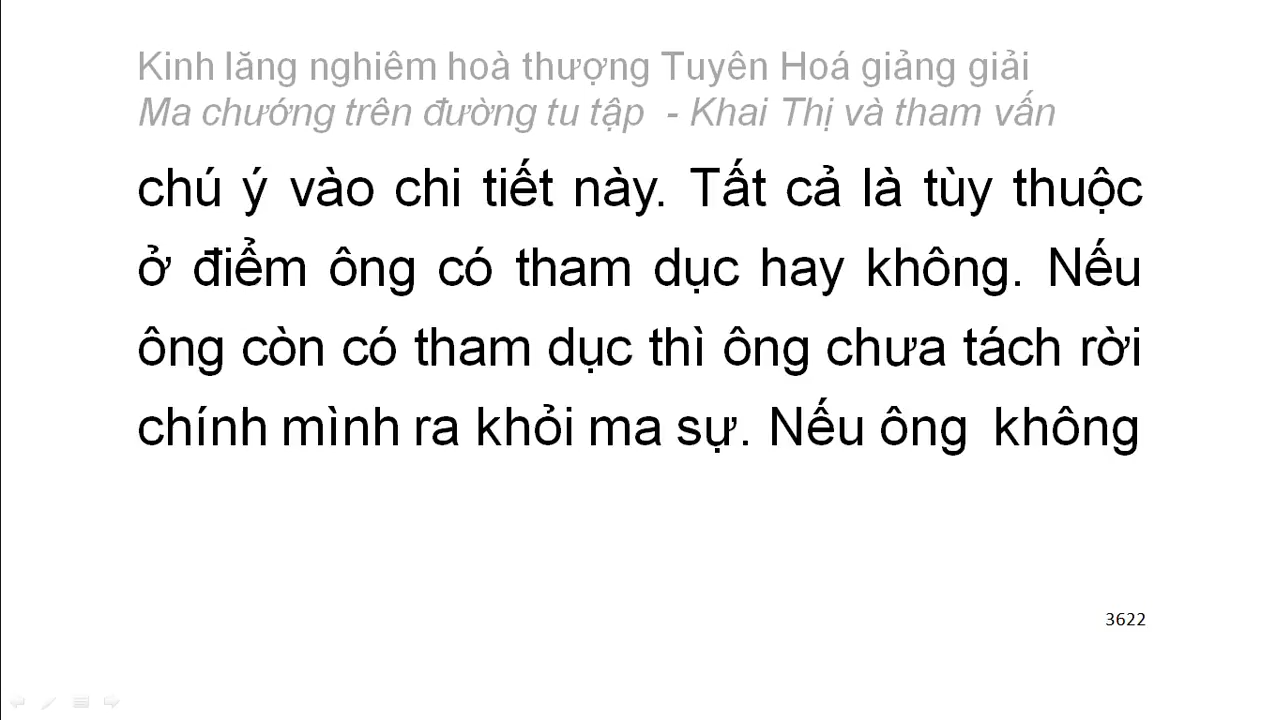 Kinh lăng nghiêm hoà thượng Tuyên Hoá giảng giải
Ma chướng trên đường tu tập - Khai Thị và tham vấn
chú ý vào chi tiết này. Tất cả là tùy thuộc
ở điểm ông có tham dục hay không. Nếu
ông còn có tham dục thì ông chưa tách rời
chính mình ra khỏi ma sự. Nếu ông không
3622